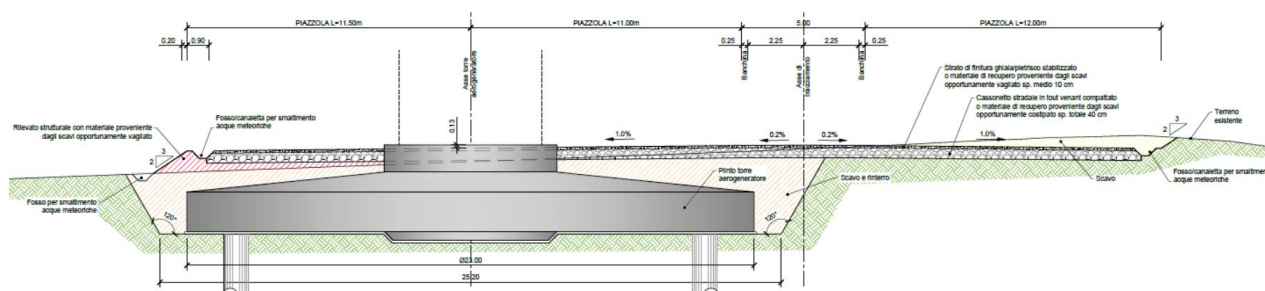 PIAZZOLA L=11.50m
PIAZZOLA L=11.00m
5.00
PIAZZOLA L=12.00m
0.20
0.90
0.25
2.25
2.25
0.25
Asse torre
aerogeneratore
Banchina
Asse di
tracciamento
Banchina
Strato di finitura ghiaia/pietrisco stabilizzato
o materiale di recupero proveniente dagli scavi
opportunamente vagliato sp. medio 10 cm
Cassonetto stradale in tout venant compattato
o materiale di recupero proveniente dagli scavi
opportunamente costipato sp. totale 40 cm
Terreno
esistente
Fosso/canaletta per smaltimento
acque meteoriche
Rilevato strutturale con materiale proveniente
dagli scavi opportunamente vagliato
3
2
0.13
1.0%
0.2%
0.2%
1.0%
3
2
Fosso per smaltimento
acque meteoriche
Plinto torre
aerogeneratore
Scavo e rinterro
Scavo
Fosso/canaletta per smaltimento
acque meteoriche
120°
120°
Ø23.00
25.20